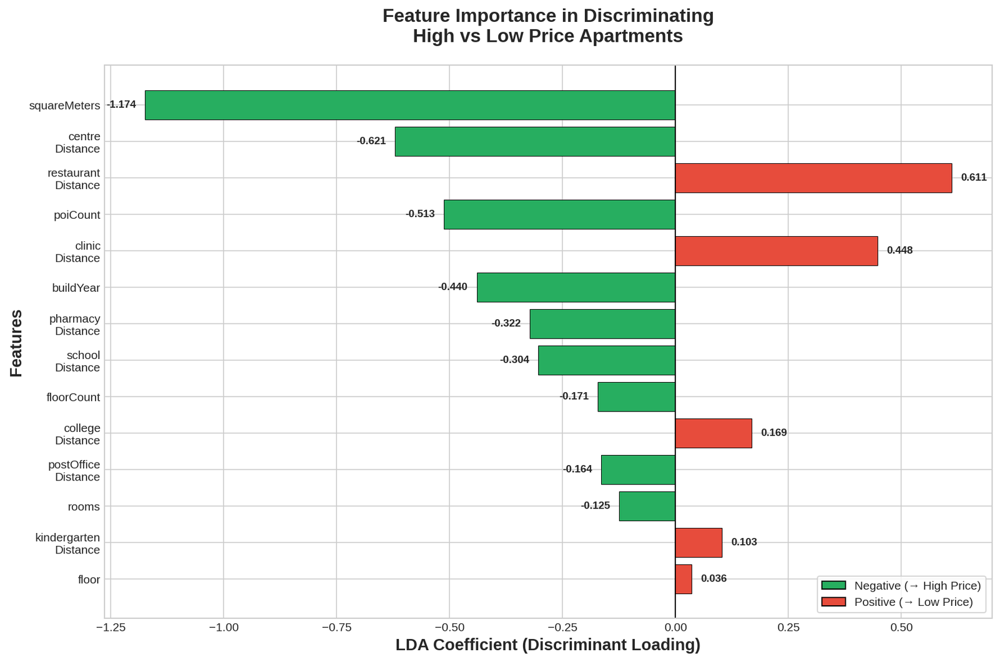 Feature Importance in Discriminating
High vs Low Price Apartments
Features
squareMeters
-1.174
centre
Distance
-0.621
restaurant
Distance
0.611
poiCount
-0.513
clinic
Distance
0.448
buildYear
-0.440
pharmacy
Distance
-0.322
school
Distance
-0.304
floorCount
-0.171
college
Distance
0.169
postOffice
Distance
-0.164
rooms
-0.125
kindergarten
Distance
0.103
floor
0.036
Negative (→ High Price)
Positive (→ Low Price)
−1.25 −1.00 −0.75 −0.50 −0.25 0.00 0.25 0.50
LDA Coefficient (Discriminant Loading)